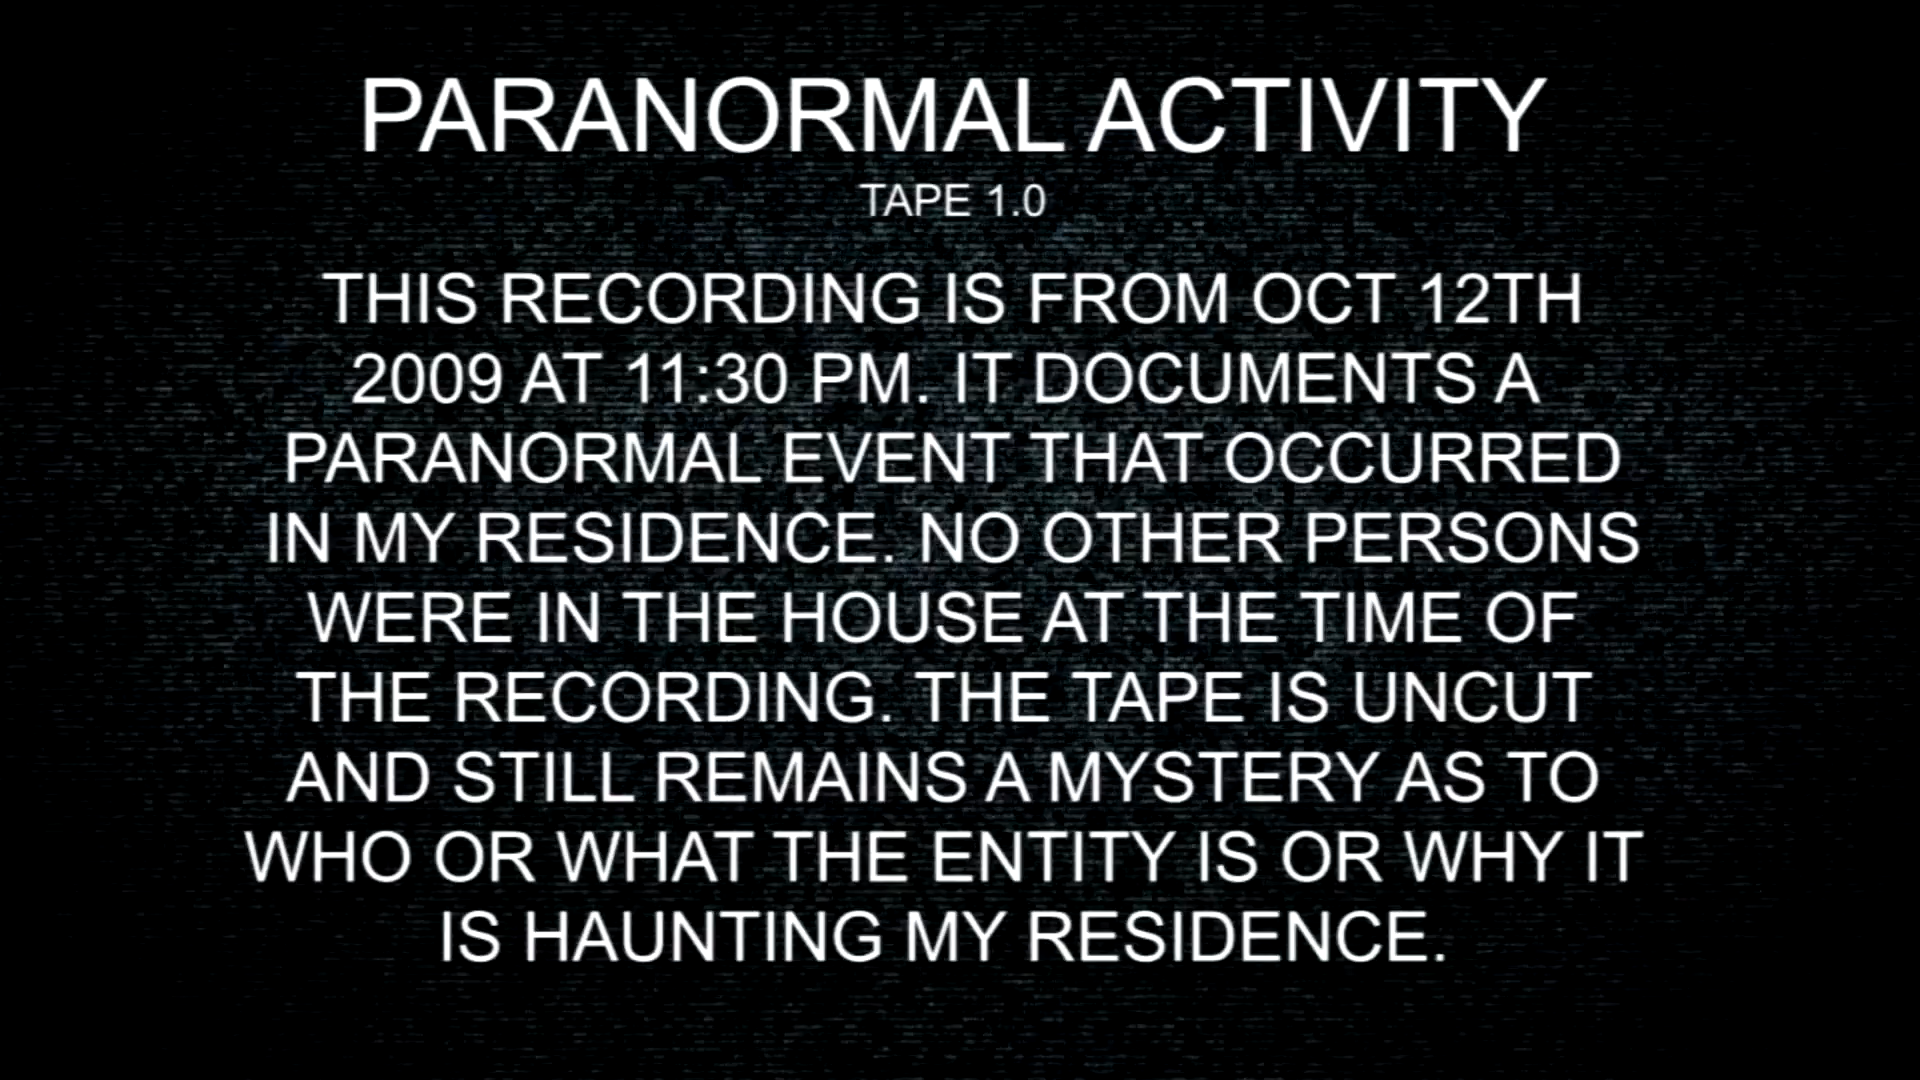 PARANORMAL ACTIVITY
TAPE 1.0
THIS RECORDING IS FROM OCT 12TH
2009 AT 11:30 PM. IT DOCUMENTS A
PARANORMAL EVENT THAT OCCURRED
IN MY RESIDENCE. NO OTHER PERSONS
WERE IN THE HOUSE AT THE TIME OF
THE RECORDING. THE TAPE IS UNCUT
AND STILL REMAINS A MYSTERY AS TO
WHO OR WHAT THE ENTITY IS OR WHY IT
IS HAUNTING MY RESIDENCE.